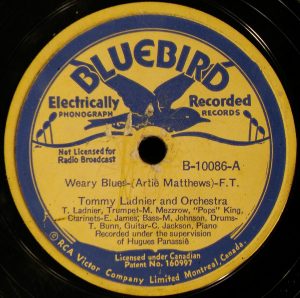 BLUEBIRD
Electrically Recorded
PHONOGRAPH RECORDS
Not Licensed for
Radio Broadcast
B-10086-A
Weary Blues-(Artie Matthews)-F.T.
Tommy Ladnier and Orchestra
T. Ladnier, Trumpet-M. Mezzrow, "Pops" King,
Clarinets-E. James; Bass-M. Johnson, Drums-
T. Bunn, Guitar-C. Jackson, Piano
Recorded under the supervision
of Hugues Panassié
Licensed under Canadian
Patent No. 160997
© RCA Victor Company Limited Montreal, Canada.